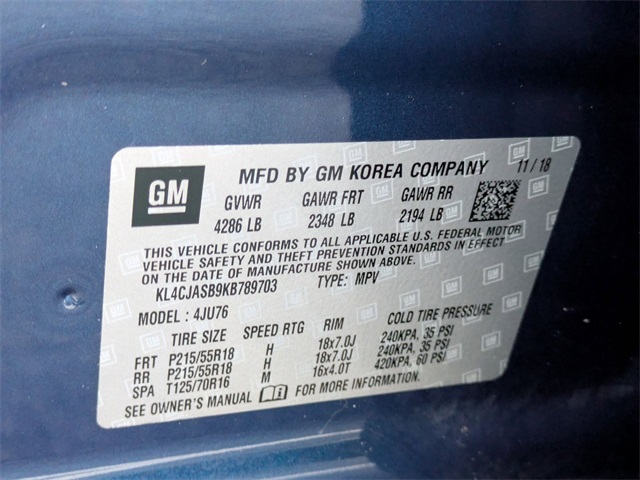 GM
MFD BY GM KOREA COMPANY 11 / 18
GVWR GAWR FRT GAWR RR
4286 LB 2348 LB 2194 LB
THIS VEHICLE CONFORMS TO ALL APPLICABLE U.S. FEDERAL MOTOR
VEHICLE SAFETY AND THEFT PREVENTION STANDARDS IN EFFECT
ON THE DATE OF MANUFACTURE SHOWN ABOVE.
KL4CJASB9KB789703 TYPE: MPV
MODEL : 4JU76
TIRE SIZE SPEED RTG RIM COLD TIRE PRESSURE
FRT P215/55R18 H 18x7.0J 240KPA, 35 PSI
RR P215/55R18 H 18x7.0J 240KPA, 35 PSI
SPA T125/70R16 M 16x4.0T 420KPA, 60 PSI
SEE OWNER'S MANUAL FOR MORE INFORMATION.